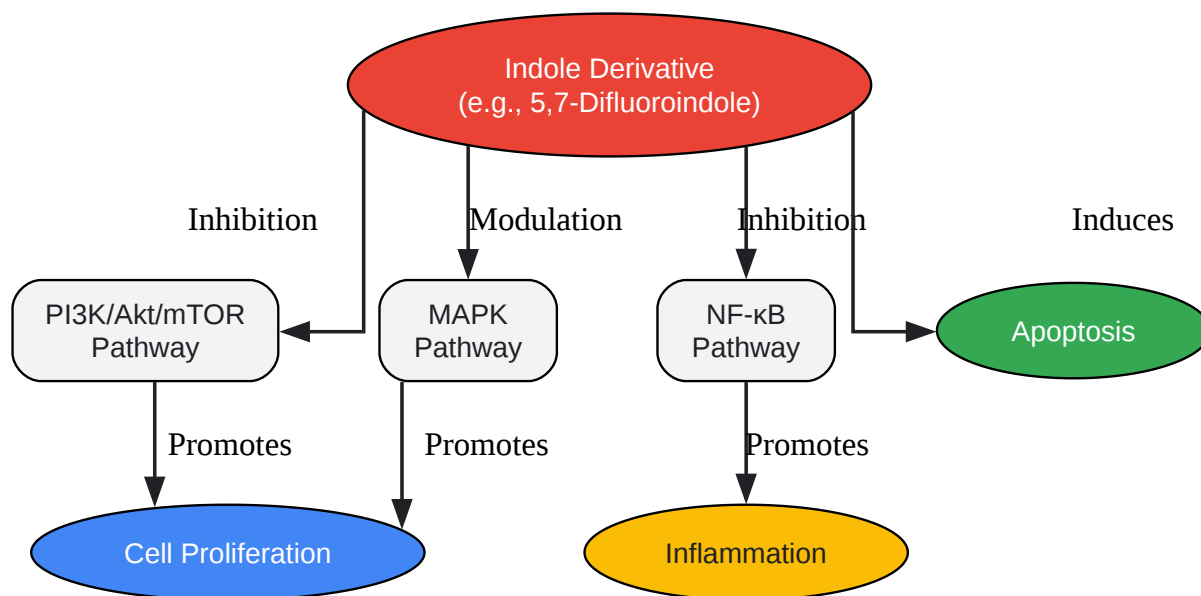 Indole Derivative
(e.g., 5,7-Difluoroindole)
Inhibition
Modulation
Inhibition
Induces
PI3K/Akt/mTOR
Pathway
MAPK
Pathway
NF-κB
Pathway
Apoptosis
Promotes
Promotes
Promotes
Cell Proliferation
Inflammation